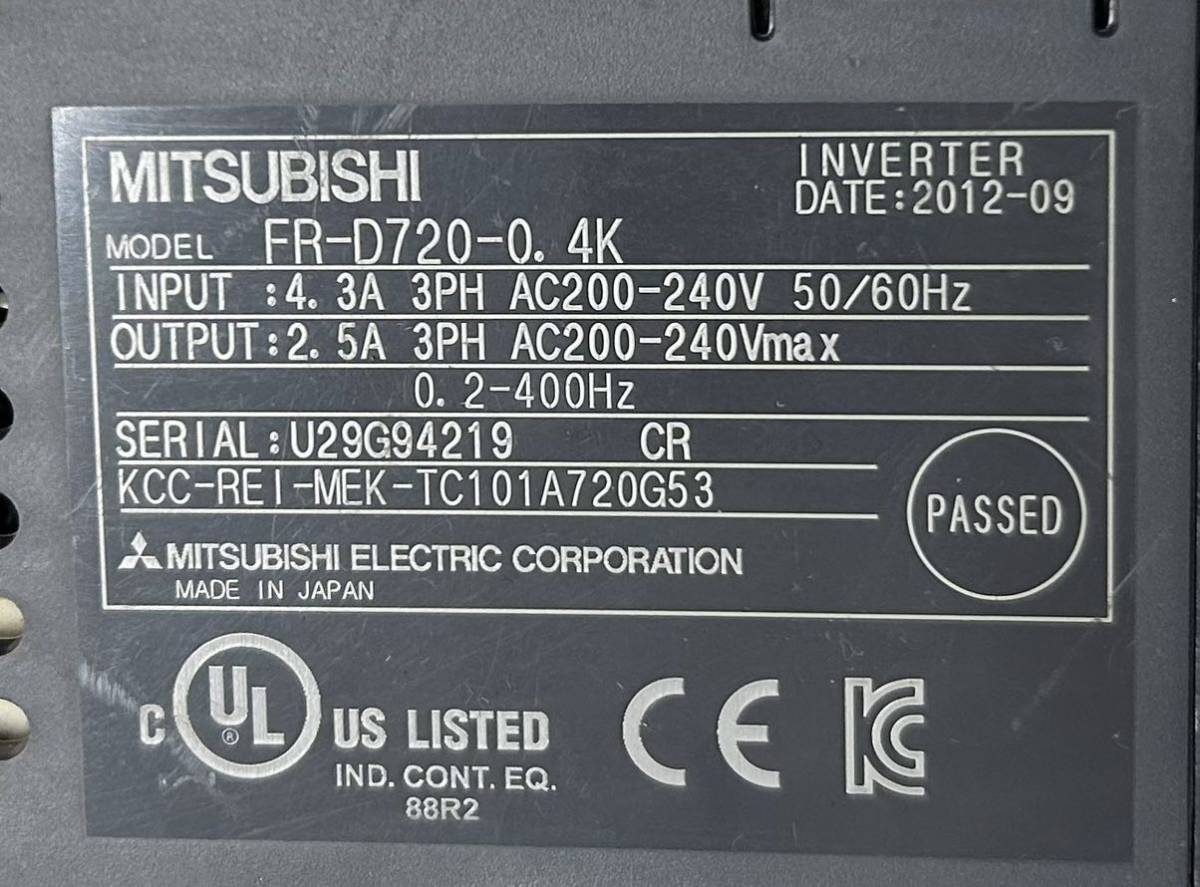 MITSUBISHI
INVERTER
DATE:2012-09
MODEL FR-D720-0.4K
INPUT :4.3A 3PH AC200-240V 50/60Hz
OUTPUT:2.5A 3PH AC200-240Vmax
0.2-400Hz
SERIAL:U29G94219 CR
KCC-REI-MEK-TC101A720G53
PASSED
MITSUBISHI ELECTRIC CORPORATION
MADE IN JAPAN
C UL® US LISTED
IND. CONT. EQ.
88R2
CE
KC